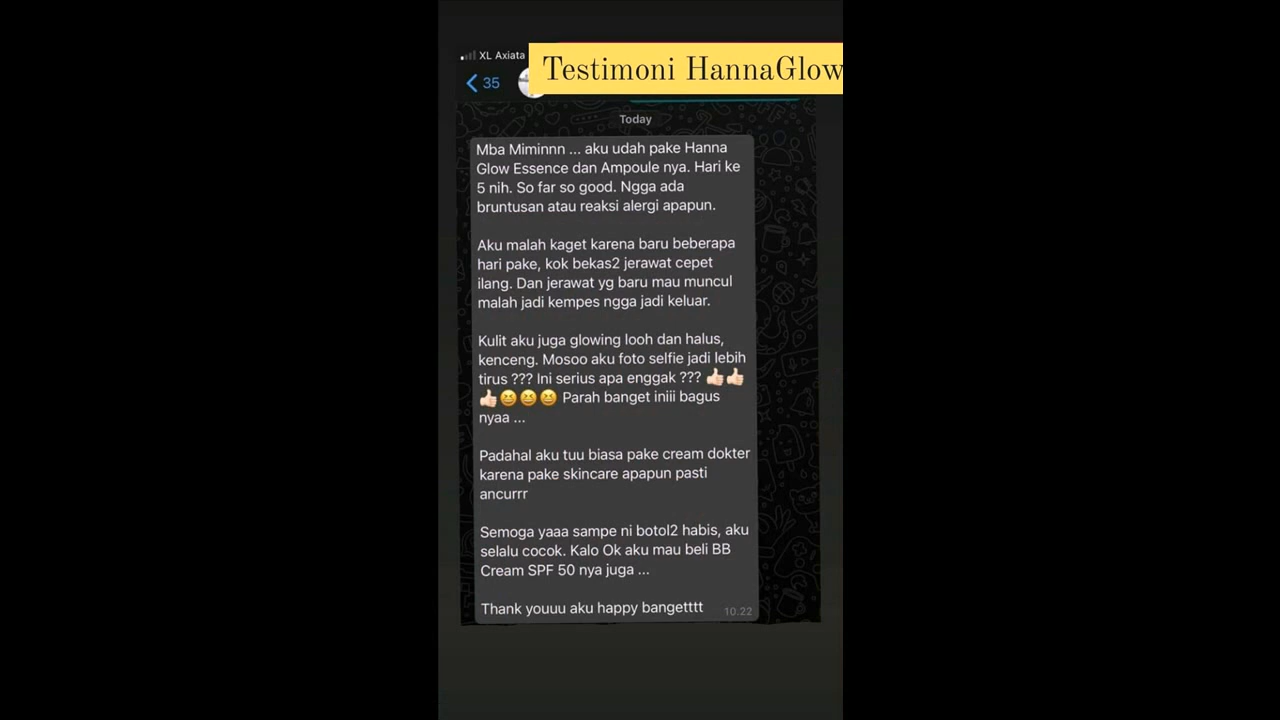 XL Axiata
Testimoni HannaGlow
35
Today
Mba Miminnn ... aku udah pake Hanna
Glow Essence dan Ampoule nya. Hari ke
5 nih. So far so good. Ngga ada
bruntusan atau reaksi alergi apapun.
Aku malah kaget karena baru beberapa
hari pake, kok bekas2 jerawat cepet
ilang. Dan jerawat yg baru mau muncul
malah jadi kempes ngga jadi keluar.
Kulit aku juga glowing looh dan halus,
kenceng. Mosoo aku foto selfie jadi lebih
tirus ??? Ini serius apa enggak ??? 👍🏻👍🏻
👍🏻😆😆😆 Parah banget iniii bagus
nyaa ...
Padahal aku tuu biasa pake cream dokter
karena pake skincare apapun pasti
ancurrr
Semoga yaaa sampe ni botol2 habis, aku
selalu cocok. Kalo Ok aku mau beli BB
Cream SPF 50 nya juga ...
Thank youuu aku happy bangetttt
10.22